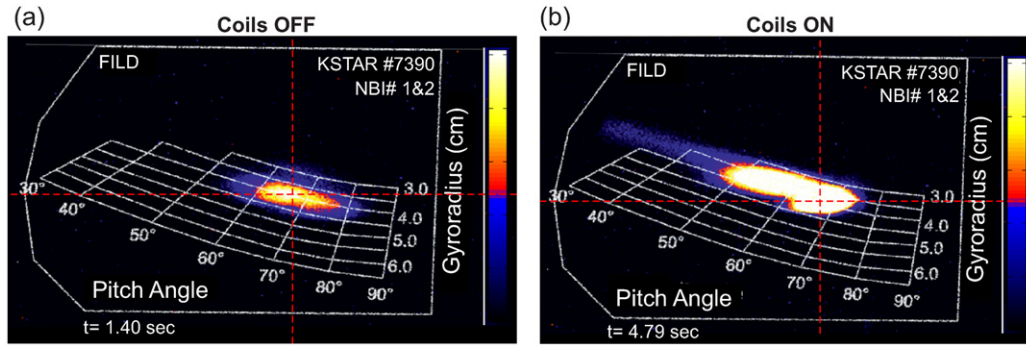 (a)
Coils OFF
FILD
KSTAR #7390
NBI# 1&2
30°
40°
50°
60°
70°
80°
90°
3.0
4.0
5.0
6.0
Gyroradius (cm)
Pitch Angle
t= 1.40 sec
(b)
Coils ON
FILD
KSTAR #7390
NBI# 1&2
30°
40°
50°
60°
70°
80°
90°
3.0
4.0
5.0
6.0
Gyroradius (cm)
Pitch Angle
t= 4.79 sec